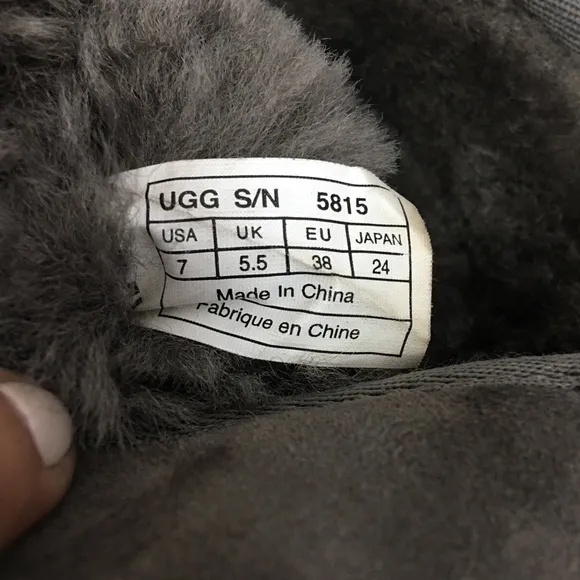 UGG S/N 5815
USA UK EU JAPAN
7 5.5 38 24
Made In China
Fabrique en Chine